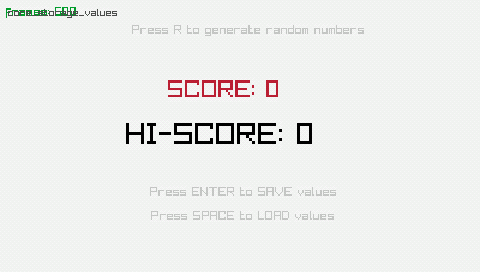 Press R to generate random numbers
SCORE: 0
HI-SCORE: 0
Press ENTER to SAVE values
Press SPACE to LOAD values